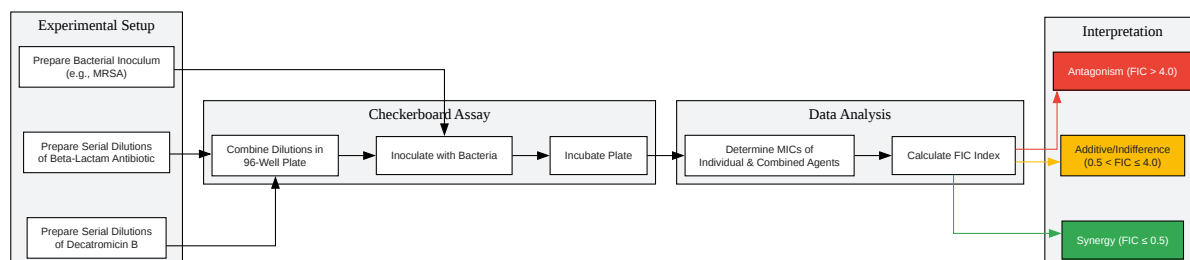 Experimental Setup
Prepare Bacterial Inoculum
(e.g., MRSA)
Prepare Serial Dilutions
of Beta-Lactam Antibiotic
Prepare Serial Dilutions
of Decatromicin B
Checkerboard Assay
Combine Dilutions in
96-Well Plate
Inoculate with Bacteria
Incubate Plate
Data Analysis
Determine MICs of
Individual & Combined Agents
Calculate FIC Index
Interpretation
Antagonism (FIC > 4.0)
Additive/Indifference
(0.5 < FIC ≤ 4.0)
Synergy (FIC ≤ 0.5)